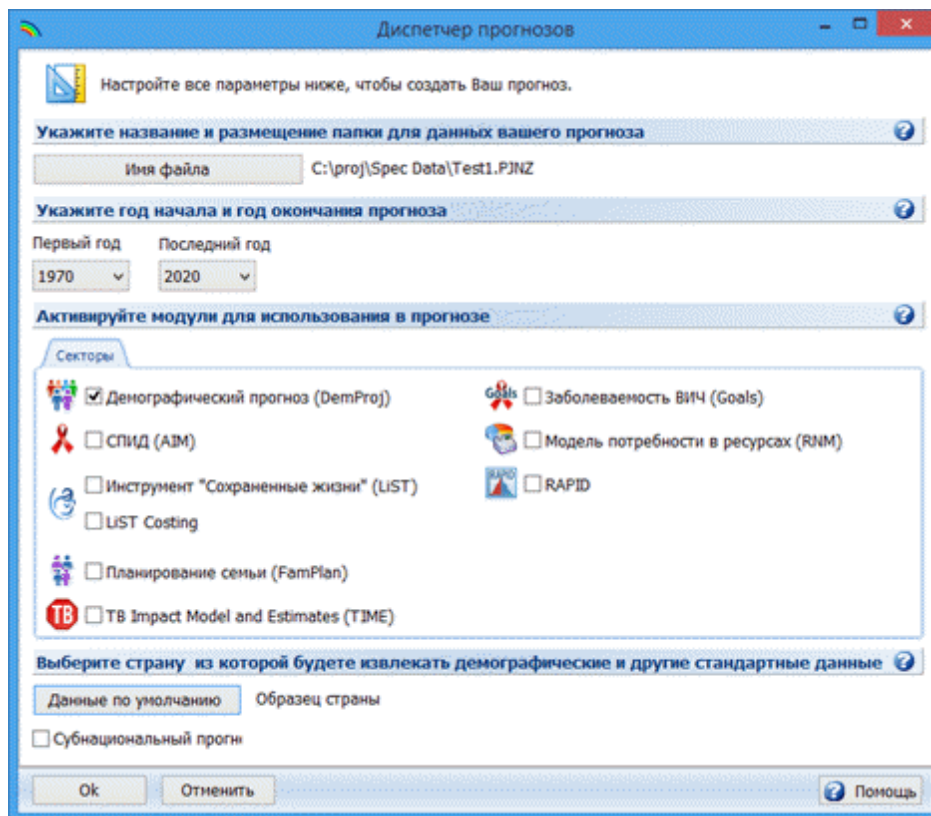 Диспетчер прогнозов
Настройте все параметры ниже, чтобы создать Ваш прогноз.
Укажите название и размещение папки для данных вашего прогноза
Имя файла C:\proj\Spec Data\Test1.PJNZ
Укажите год начала и год окончания прогноза
Первый год Последний год
1970 2020
Активируйте модули для использования в прогнозе
Секторы
Демографический прогноз (DemProj) Goals Заболеваемость ВИЧ (Goals)
СПИД (AIM) Модель потребности в ресурсах (RNM)
Инструмент "Сохраненные жизни" (LiST) RAPID RAPID
LiST Costing
Планирование семьи (FamPlan)
TB TB Impact Model and Estimates (TIME)
Выберите страну из которой будете извлекать демографические и другие стандартные данные
Данные по умолчанию Образец страны
Субнациональный прогн
Ok Отменить Помощь